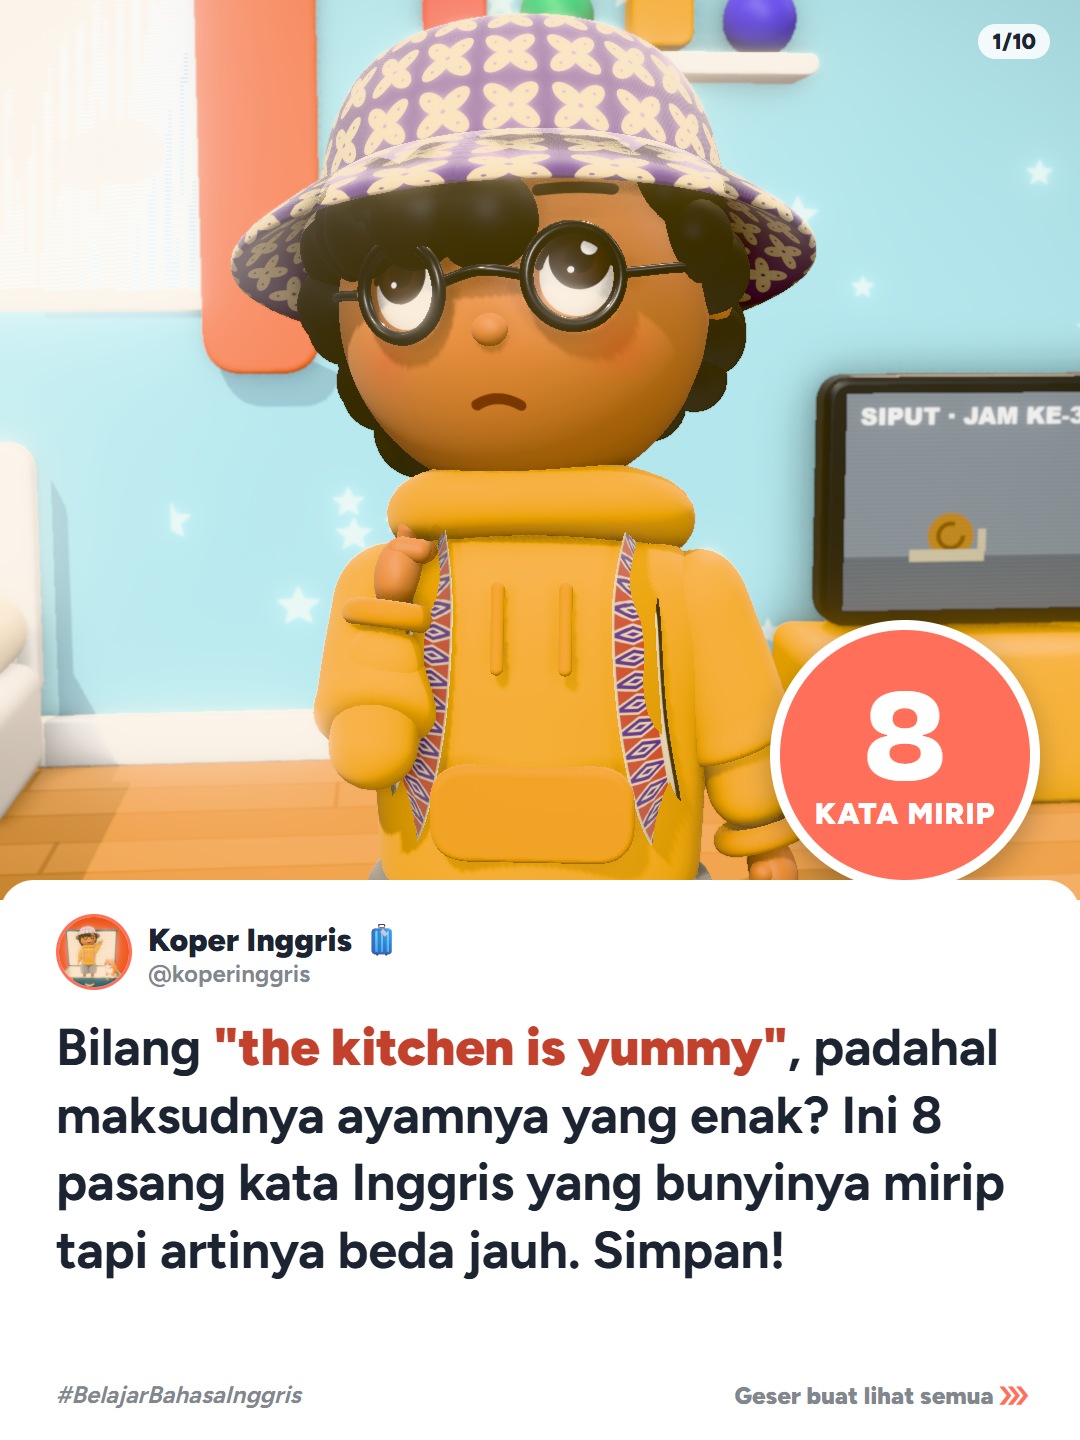 1/10
SIPUT · JAM KE-3
8
KATA MIRIP
Koper Inggris
@koperinggris
Bilang "the kitchen is yummy", padahal
maksudnya ayamnya yang enak? Ini 8
pasang kata Inggris yang bunyinya mirip
tapi artinya beda jauh. Simpan!
#BelajarBahasaInggris
Geser buat lihat semua